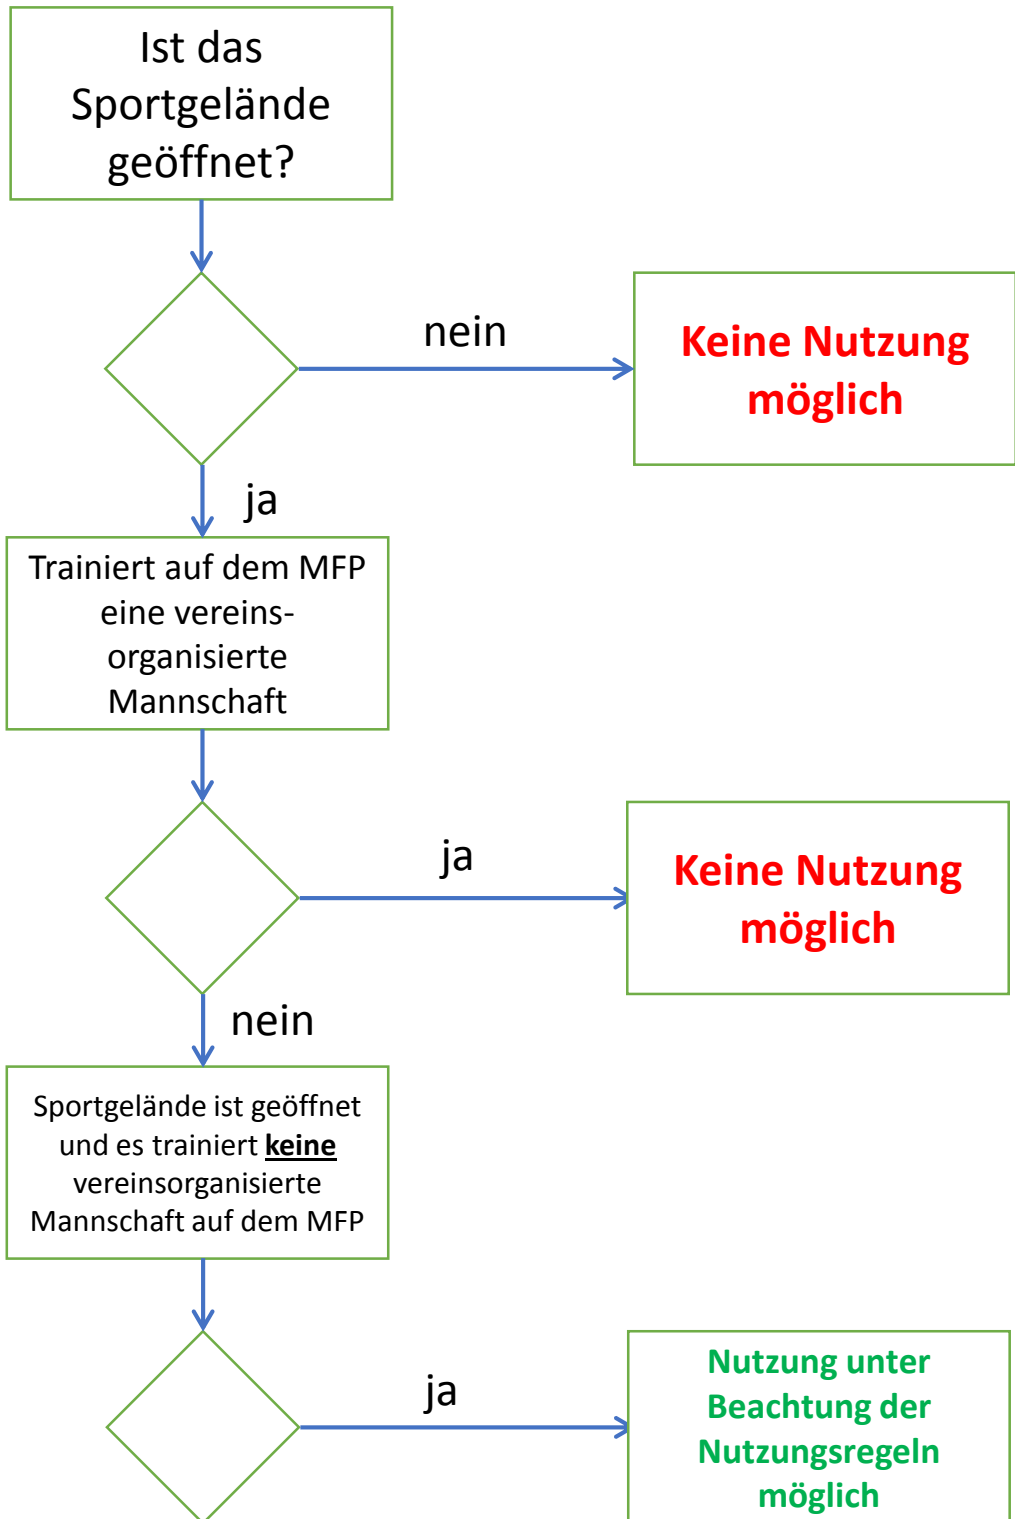 Ist das
Sportgelände
geöffnet?
nein
Keine Nutzung
möglich
ja
Trainiert auf dem MFP
eine vereins-
organisierte
Mannschaft
ja
Keine Nutzung
möglich
nein
Sportgelände ist geöffnet
und es trainiert keine
vereinsorganisierte
Mannschaft auf dem MFP
ja
Nutzung unter
Beachtung der
Nutzungsregeln
möglich